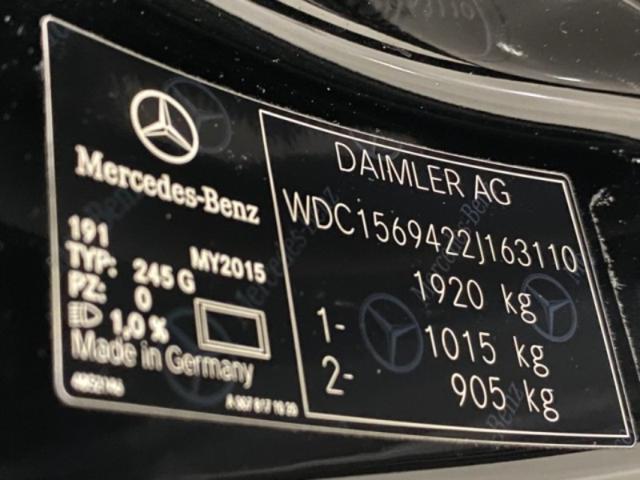 Mercedes-Benz
191
MY2015
TYP: 245 G
PZ: 0
1,0 %
Made in Germany
DAIMLER AG
WDC1569422J163110
1920 kg
1- 1015 kg
2- 905 kg